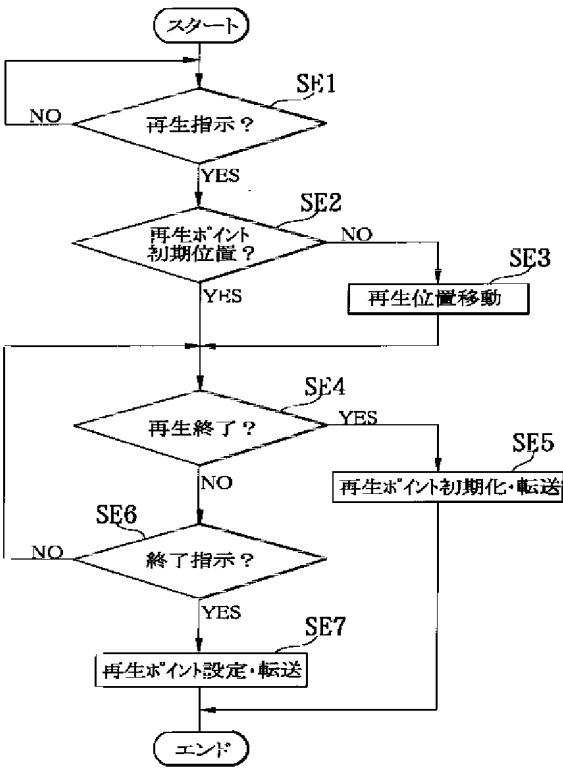 スタート
SE1
再生指示？
NO
YES
SE2
再生ポイント
初期位置？
NO
YES
SE3
再生位置移動
SE4
再生終了？
YES
NO
SE5
再生ポイント初期化・転送
SE6
終了指示？
NO
YES
SE7
再生ポイント設定・転送
エンド